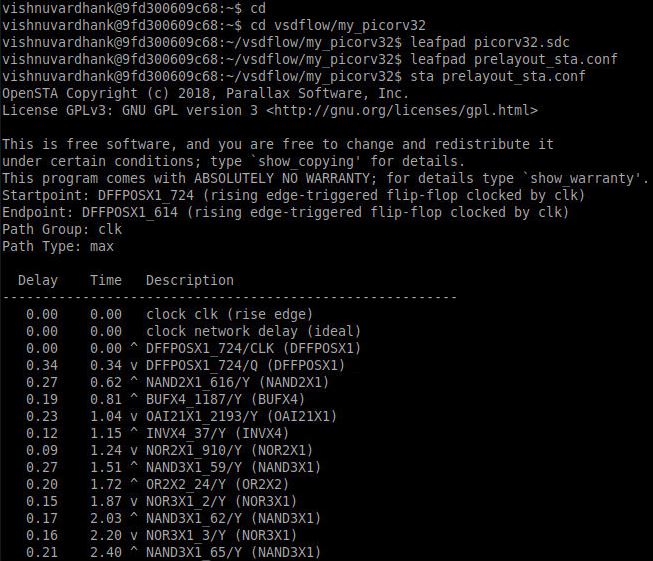 vishnuvardhank@9fd300609c68:~$ cd
vishnuvardhank@9fd300609c68:~$ cd vsdflow/my_picorv32
vishnuvardhank@9fd300609c68:~/vsdflow/my_picorv32$ leafpad picorv32.sdc
vishnuvardhank@9fd300609c68:~/vsdflow/my_picorv32$ leafpad prelayout_sta.conf
vishnuvardhank@9fd300609c68:~/vsdflow/my_picorv32$ sta prelayout_sta.conf
OpenSTA Copyright (c) 2018, Parallax Software, Inc.
License GPLv3: GNU GPL version 3 <http://gnu.org/licenses/gpl.html>

This is free software, and you are free to change and redistribute it
under certain conditions; type `show_copying' for details.
This program comes with ABSOLUTELY NO WARRANTY; for details type `show_warranty'.
Startpoint: DFFPOSX1_724 (rising edge-triggered flip-flop clocked by clk)
Endpoint: DFFPOSX1_614 (rising edge-triggered flip-flop clocked by clk)
Path Group: clk
Path Type: max

  Delay    Time   Description
---------------------------------------------------------
   0.00    0.00   clock clk (rise edge)
   0.00    0.00   clock network delay (ideal)
   0.00    0.00 ^ DFFPOSX1_724/CLK (DFFPOSX1)
   0.34    0.34 v DFFPOSX1_724/Q (DFFPOSX1)
   0.27    0.62 ^ NAND2X1_616/Y (NAND2X1)
   0.19    0.81 ^ BUFX4_1187/Y (BUFX4)
   0.23    1.04 v OAI21X1_2193/Y (OAI21X1)
   0.12    1.15 ^ INVX4_37/Y (INVX4)
   0.09    1.24 v NOR2X1_910/Y (NOR2X1)
   0.27    1.51 ^ NAND3X1_59/Y (NAND3X1)
   0.20    1.72 ^ OR2X2_24/Y (OR2X2)
   0.15    1.87 v NOR3X1_2/Y (NOR3X1)
   0.17    2.03 ^ NAND3X1_62/Y (NAND3X1)
   0.16    2.20 v NOR3X1_3/Y (NOR3X1)
   0.21    2.40 ^ NAND3X1_65/Y (NAND3X1)